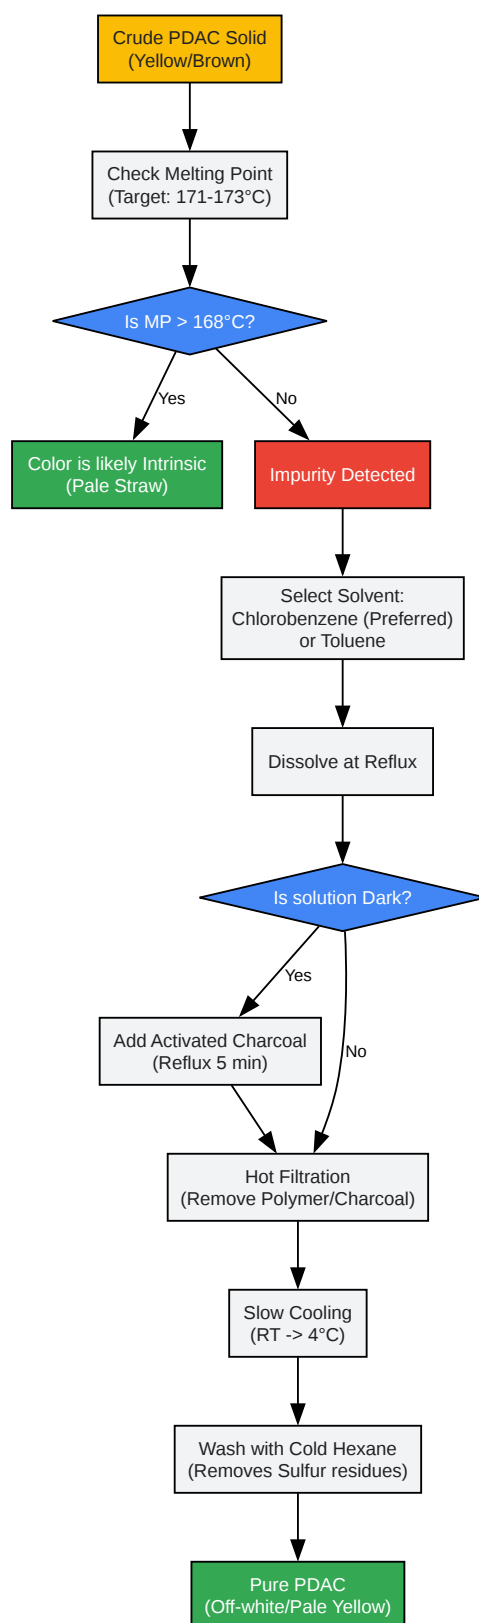 Crude PDAC Solid
(Yellow/Brown)
Check Melting Point
(Target: 171-173°C)
Is MP > 168°C?
Yes
No
Color is likely Intrinsic
(Pale Straw)
Impurity Detected
Select Solvent:
Chlorobenzene (Preferred)
or Toluene
Dissolve at Reflux
Is solution Dark?
Yes
Add Activated Charcoal
(Reflux 5 min)
No
Hot Filtration
(Remove Polymer/Charcoal)
Slow Cooling
(RT -> 4°C)
Wash with Cold Hexane
(Removes Sulfur residues)
Pure PDAC
(Off-white/Pale Yellow)